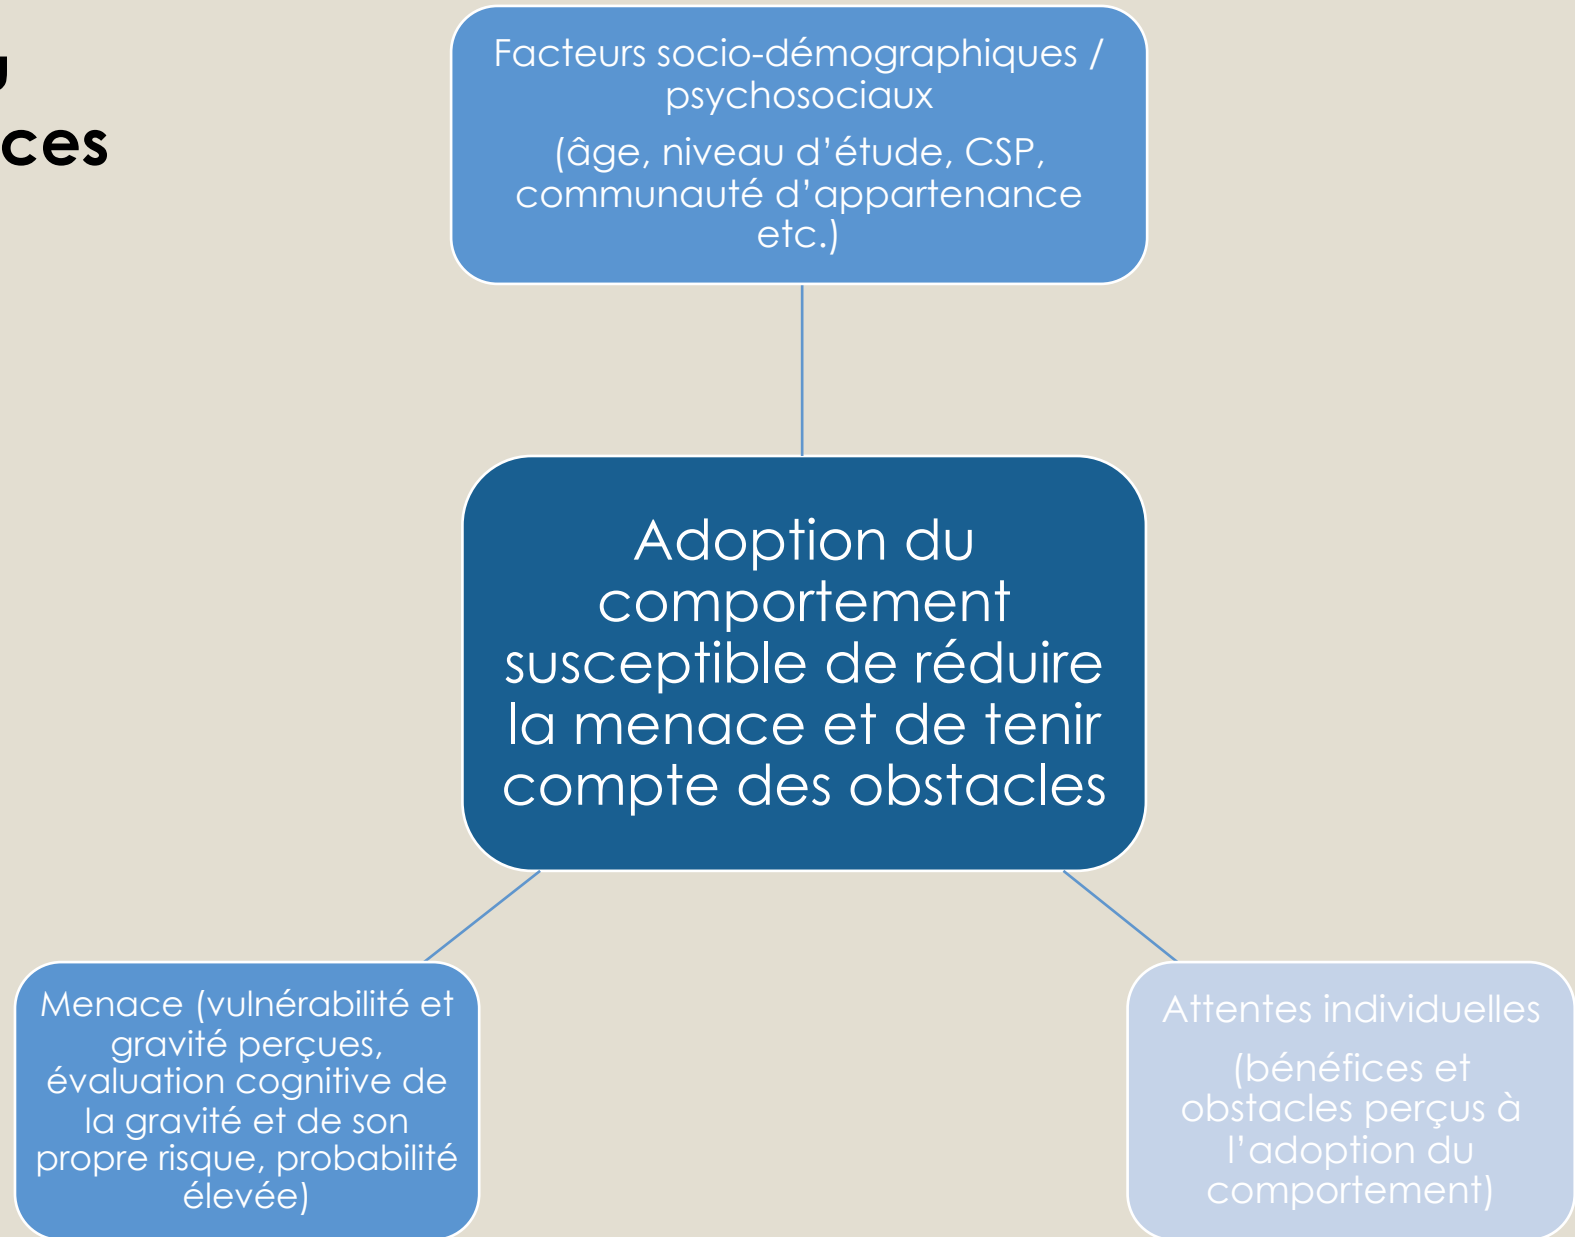 ces
Facteurs socio-démographiques /
psychosociaux
(âge, niveau d’étude, CSP,
communauté d’appartenance
etc.)
Adoption du
comportement
susceptible de réduire
la menace et de tenir
compte des obstacles
Menace (vulnérabilité et
gravité perçues,
évaluation cognitive de
la gravité et de son
propre risque, probabilité
élevée)
Attentes individuelles
(bénéfices et
obstacles perçus à
l’adoption du
comportement)